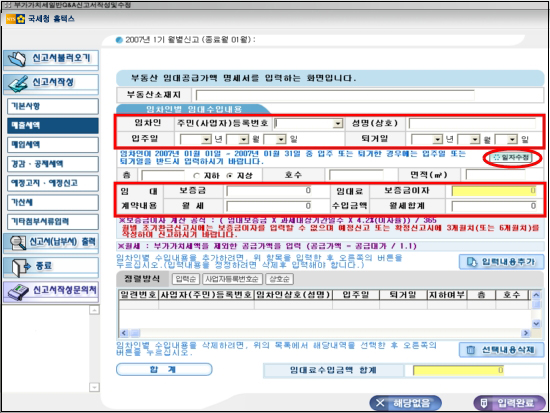 부가가치세일반Q&A신고서작성및수정
국세청 홈택스
2007년 1기 월별신고 (종료월 01월) :
신고서불러오기
신고서작성
기본사항
매출세액
매입세액
경감 · 공제세액
예정고지 · 예정신고
가산세
기타첨부서류입력
신고서(납부서) 출력
종료
신고서작성문의처
부동산 임대공급가액 명세서를 입력하는 화면입니다.
부동산소재지
임차인별 임대수입내용
임차인 주민(사업자)등록번호 성명(상호)
입주일 년 월 일 퇴거일 년 월 일
임차인이 2007년 01월 01일 - 2007년 01월 31일 중 입주 또는 퇴거한 경우에는 입주일 또는
퇴거일을 반드시 입력하시기 바랍니다.
일자수정
층 지하 지상 호수 면적(㎡)
임 대 보증금 0 임대료 보증금이자 0
계약내용 월 세 0 수입금액 월세합계 0
※보증금이자 계산 공식 : ( 임대보증금 X 과세대상기간일수 X 4.2%(이자율)) / 365
월별 조기환급신고시에는 보증금이자를 입력할 수 없으며 예정신고 또는 확정신고시에 3개월치(또는 6개월치)를
작성하여 신고하시기 바랍니다.
※월세 : 부가가치세액를 제외한 공급가액을 입력 (공급가액 = 공급대가 / 1.1)
임차인별 수입내용을 추가하려면, 위 항목을 입력한 후 오른쪽의 버튼을
누르십시오.(입력내용을 정정하려면 삭제후 입력해야 합니다.)
입력내용추가
정렬방식 입력순 사업자등록번호순 상호순
일련번호 사업자(주민)등록번호 임차인상호(성명) 입주일 퇴거일 지하여부 층 호수
임차인별 수입내용을 삭제하려면, 위의 목록에서 해당내용을 선택한 후 오른쪽의
버튼을 누르십시오.
선택내용삭제
합 계 임대료수입금액 합계 0
해당없음 입력완료